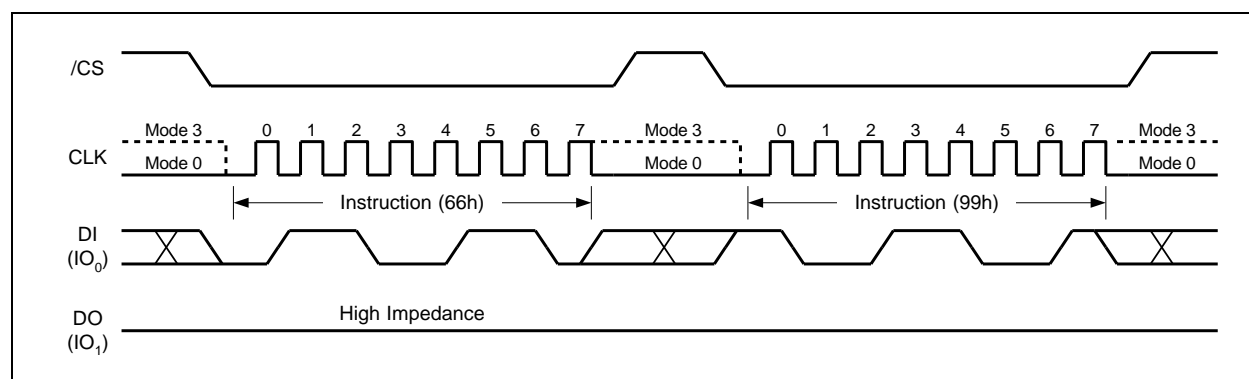 /CS
Mode 3 0 1 2 3 4 5 6 7 Mode 3 0 1 2 3 4 5 6 7 Mode 3
CLK Mode 0 Mode 0 Mode 0
Instruction (66h) Instruction (99h)
DI
(IO₀)
High Impedance
DO
(IO₁)